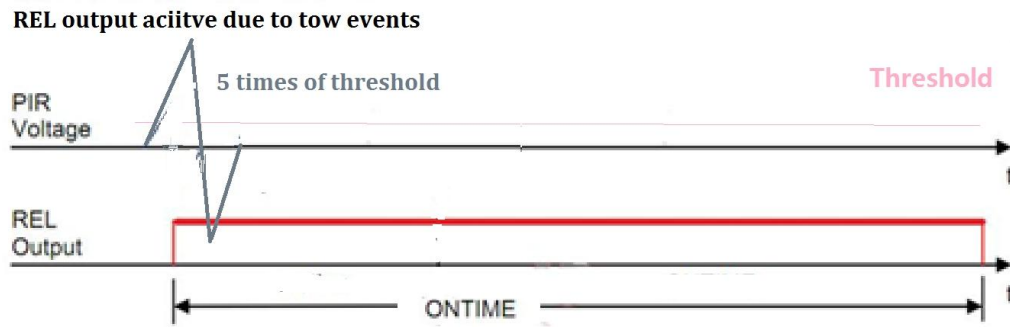 REL output aciitve due to tow events
5 times of threshold
Threshold
PIR
Voltage
t
REL
Output
t
ONTIME